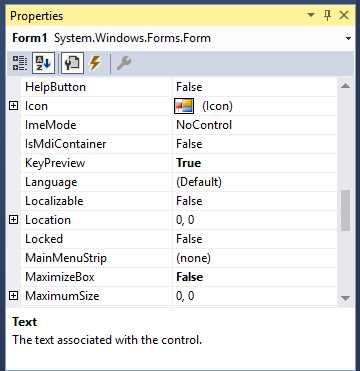 Properties
Form1 System.Windows.Forms.Form
HelpButton False
Icon (Icon)
ImeMode NoControl
IsMdiContainer False
KeyPreview True
Language (Default)
Localizable False
Location 0, 0
Locked False
MainMenuStrip (none)
MaximizeBox False
MaximumSize 0, 0
Text
The text associated with the control.